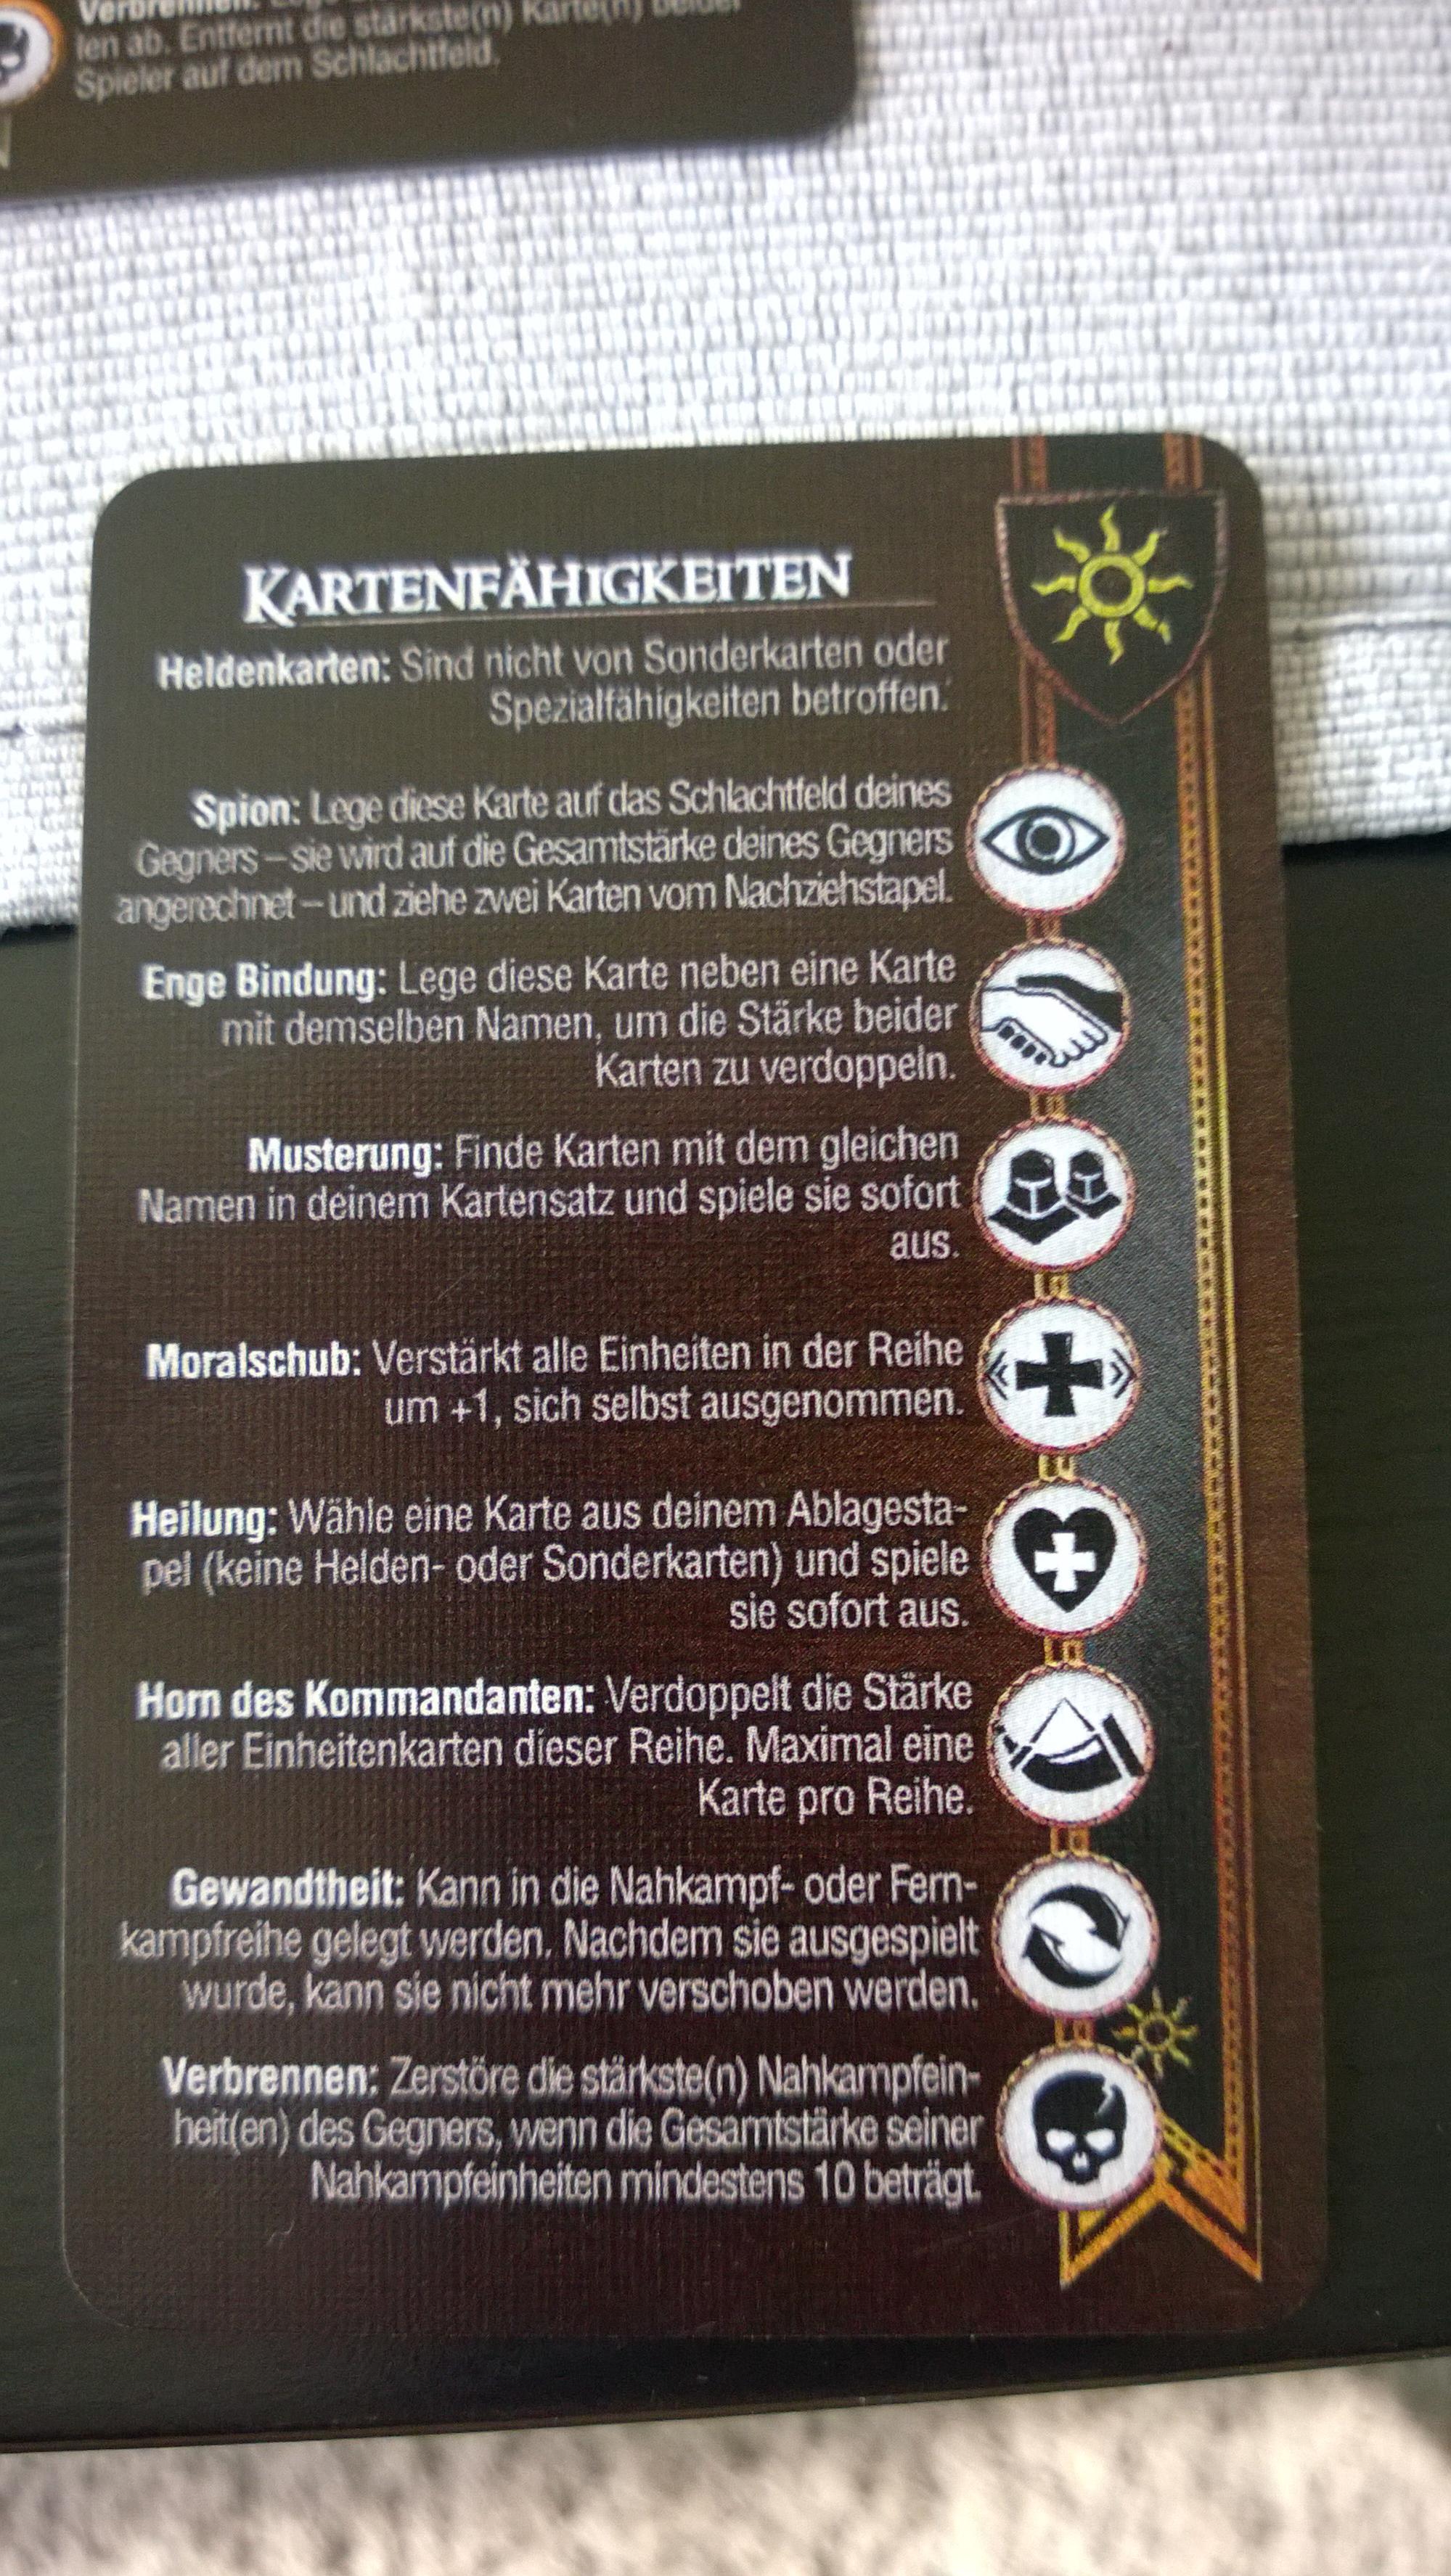 Verbrennen:
len ab. Entfernt die stärkste(n) Karte(n) beider
Spieler auf dem Schlachtfeld.
KARTENFÄHIGKEITEN
Heldenkarten: Sind nicht von Sonderkarten oder
Spezialfähigkeiten betroffen.
Spion: Lege diese Karte auf das Schlachtfeld deines
Gegners – sie wird auf die Gesamtstärke deines Gegners
angerechnet – und ziehe zwei Karten vom Nachziehstapel.
Enge Bindung: Lege diese Karte neben eine Karte
mit demselben Namen, um die Stärke beider
Karten zu verdoppeln.
Musterung: Finde Karten mit dem gleichen
Namen in deinem Kartensatz und spiele sie sofort
aus.
Moralschub: Verstärkt alle Einheiten in der Reihe
um +1, sich selbst ausgenommen.
Heilung: Wähle eine Karte aus deinem Ablagesta-
pel (keine Helden- oder Sonderkarten) und spiele
sie sofort aus.
Horn des Kommandanten: Verdoppelt die Stärke
aller Einheitenkarten dieser Reihe. Maximal eine
Karte pro Reihe.
Gewandtheit: Kann in die Nahkampf- oder Fern-
kampfreihe gelegt werden. Nachdem sie ausgespielt
wurde, kann sie nicht mehr verschoben werden.
Verbrennen: Zerstöre die stärkste(n) Nahkampfein-
heit(en) des Gegners, wenn die Gesamtstärke seiner
Nahkampfeinheiten mindestens 10 beträgt.